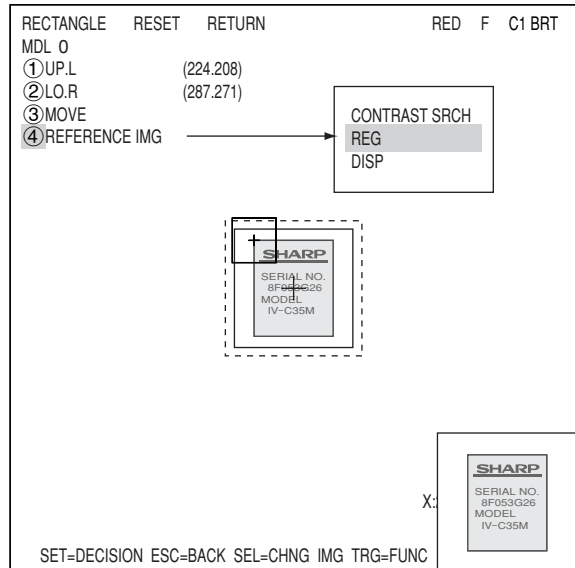 RECTANGLE RESET RETURN RED F C1 BRT
MDL 0
①UP.L (224.208)
②LO.R (287.271)
③MOVE
④REFERENCE IMG
CONTRAST SRCH
REG
DISP
SHARP
SERIAL NO.
8F053G26
MODEL
IV-C35M
X:
SHARP
SERIAL NO.
8F053G26
MODEL
IV-C35M
SET=DECISION ESC=BACK SEL=CHNG IMG TRG=FUNC